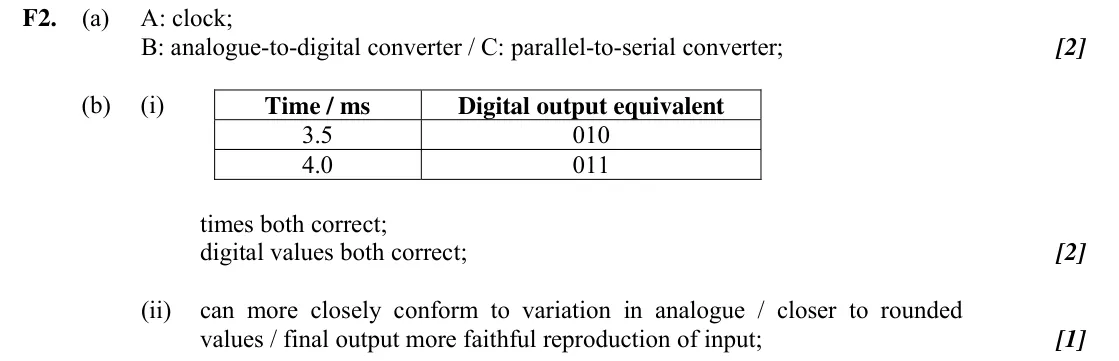 F2. (a) A: clock;
B: analogue-to-digital converter / C: parallel-to-serial converter; [2]
(b) (i) Time / ms Digital output equivalent
3.5 010
4.0 011
times both correct;
digital values both correct; [2]
(ii) can more closely conform to variation in analogue / closer to rounded
values / final output more faithful reproduction of input; [1]